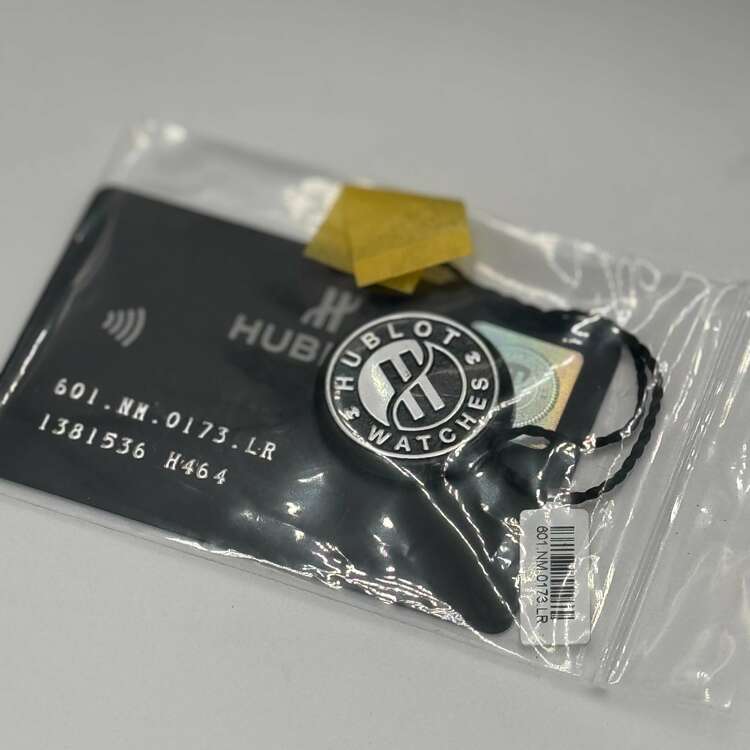 HUBL
601.NM.0173.LR
1381536 H464
HUBLOT
WATCHES
601.NM.0173.LR